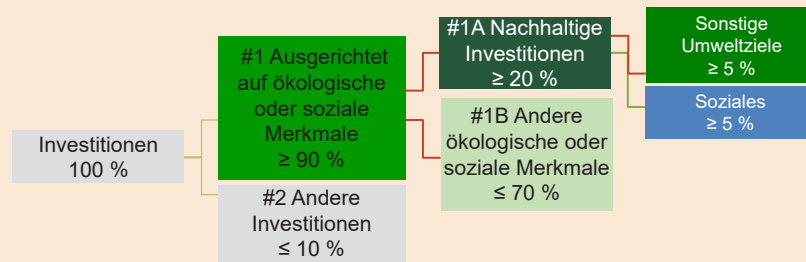 Investitionen
100 %
#1 Ausgerichtet
auf ökologische
oder soziale
Merkmale
≥ 90 %
#2 Andere
Investitionen
≤ 10 %
#1A Nachhaltige
Investitionen
≥ 20 %
#1B Andere
ökologische oder
soziale Merkmale
≤ 70 %
Sonstige
Umweltziele
≥ 5 %
Soziales
≥ 5 %